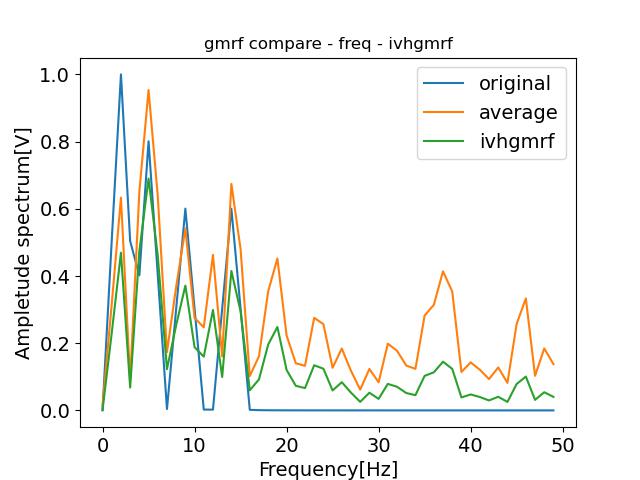 gmrf compare - freq - ivhgmrf
original
average
ivhgmrf
1.0
0.8
0.6
0.4
0.2
0.0
Ampletude spectrum[V]
0
10
20
30
40
50
Frequency[Hz]